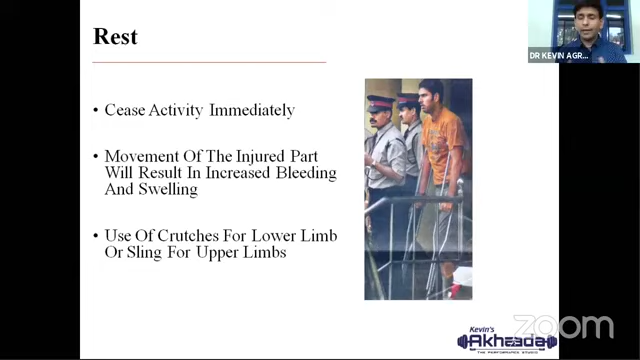 Rest
DR KEVIN AGR...
• Cease Activity Immediately
• Movement Of The Injured Part
Will Result In Increased Bleeding
And Swelling
• Use Of Crutches For Lower Limb
Or Sling For Upper Limbs
Kevin's
Akhaada
THE PERFORMANCE STUDIO
zoom